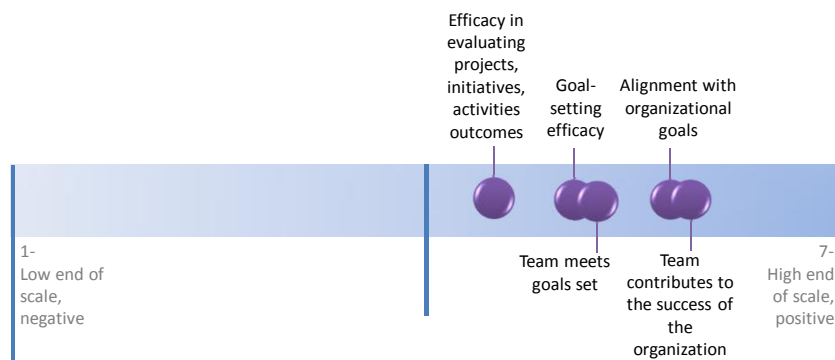 Efficacy in
evaluating
projects,
initiatives,
activities
outcomes
Goal-
setting
efficacy
Alignment with
organizational
goals
1-
Low end of
scale,
negative
Team meets
goals set
Team
contributes to
the success of
the
organization
7-
High end
of scale,
positive